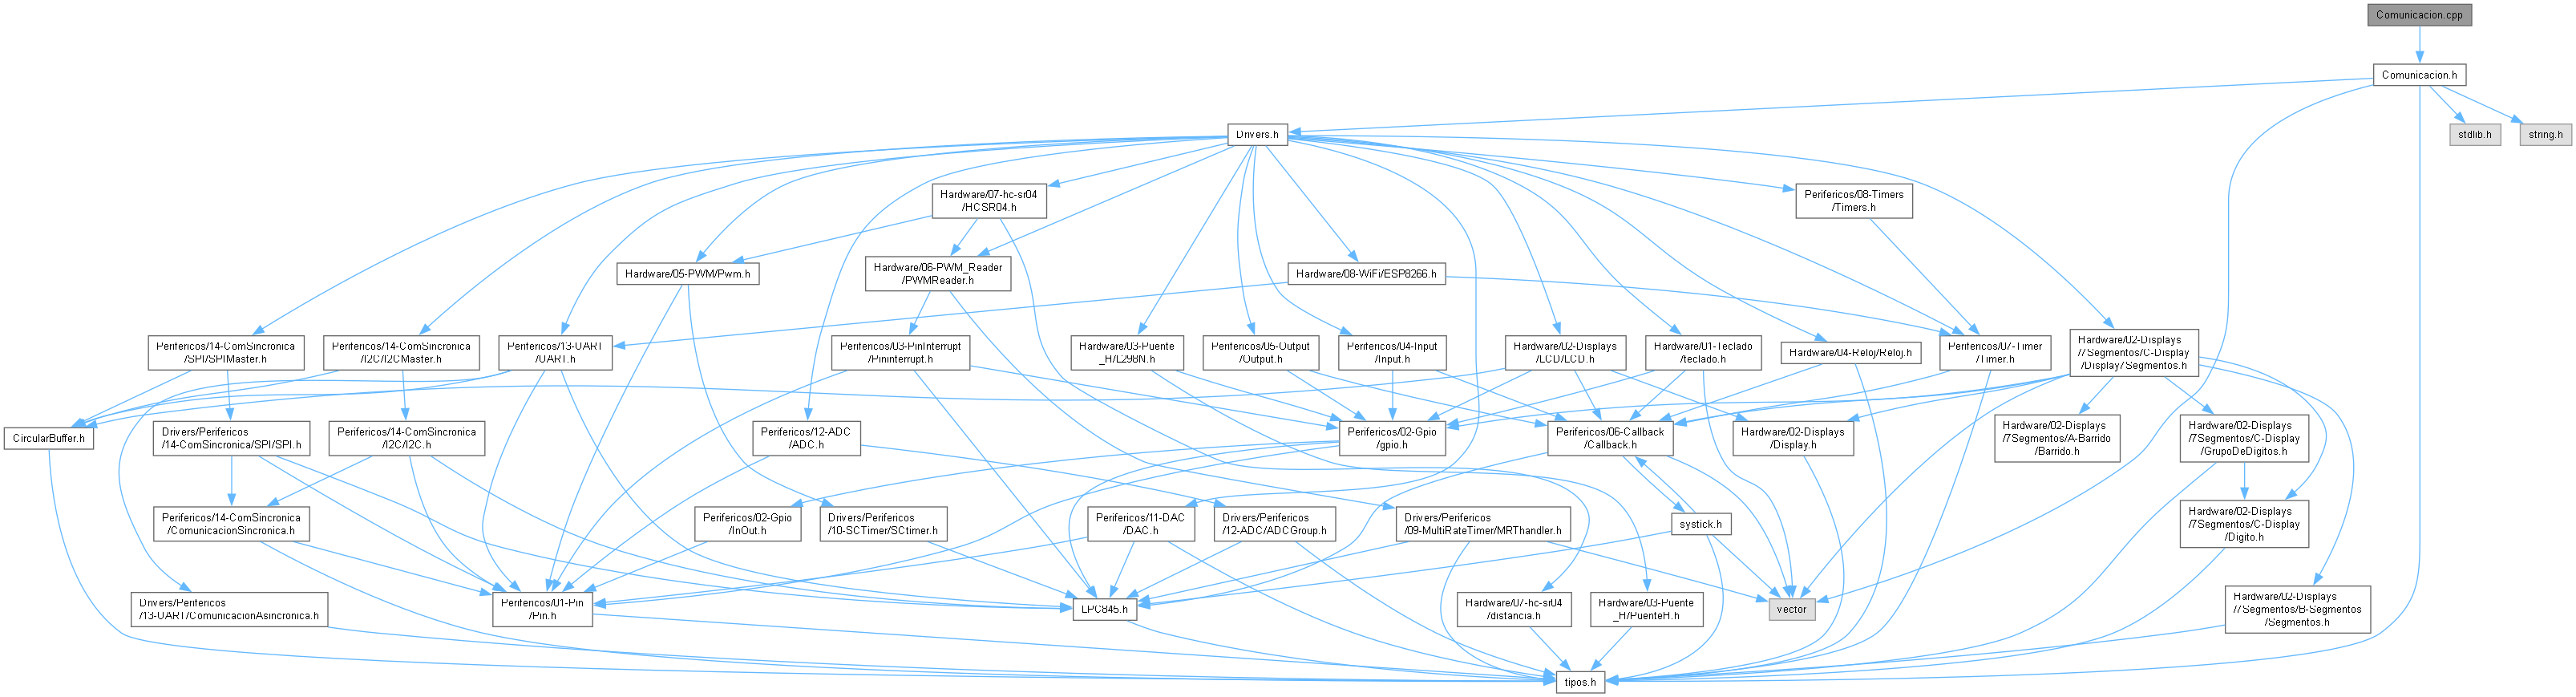 Comunicacion.cpp
Comunicacion.h
Drivers.h
stdlib.h
string.h
Hardware/07-hc-sr04
/HCSR04.h
Perifericos/08-Timers
/Timers.h
Hardware/05-PWM/Pwm.h
Hardware/06-PWM_Reader
/PWMReader.h
Hardware/08-WiFi/ESP8266.h
Perifericos/14-ComSincronica
/SPI/SPIMaster.h
Perifericos/14-ComSincronica
/I2C/I2CMaster.h
Perifericos/13-UART
/UART.h
Perifericos/03-PinInterrupt
/Pininterrupt.h
Hardware/03-Puente
_H/L298N.h
Perifericos/05-Output
/Output.h
Perifericos/04-Input
/Input.h
Hardware/02-Displays
/LCD/LCD.h
Hardware/01-Teclado
/teclado.h
Hardware/04-Reloj/Reloj.h
Perifericos/07-Timer
/Timer.h
Hardware/02-Displays
/7Segmentos/C-Display
/Display7Segmentos.h
CircularBuffer.h
Drivers/Perifericos
/14-ComSincronica/SPI/SPI.h
Perifericos/14-ComSincronica
/I2C/I2C.h
Perifericos/12-ADC
/ADC.h
Perifericos/02-Gpio
/gpio.h
Perifericos/06-Callback
/Callback.h
Hardware/02-Displays
/Display.h
Hardware/02-Displays
/7Segmentos/A-Barrido
/Barrido.h
Hardware/02-Displays
/7Segmentos/C-Display
/GrupoDeDigitos.h
Perifericos/14-ComSincronica
/ComunicacionSincronica.h
Perifericos/02-Gpio
/InOut.h
Drivers/Perifericos
/10-SCTimer/SCtimer.h
Perifericos/11-DAC
/DAC.h
Drivers/Perifericos
/12-ADC/ADCGroup.h
Drivers/Perifericos
/09-MultiRateTimer/MRThandler.h
systick.h
Hardware/02-Displays
/7Segmentos/C-Display
/Digito.h
Drivers/Perifericos
/13-UART/ComunicacionAsincronica.h
Perifericos/01-Pin
/Pin.h
LPC845.h
Hardware/07-hc-sr04
/distancia.h
Hardware/03-Puente
_H/PuenteH.h
vector
Hardware/02-Displays
/7Segmentos/B-Segmentos
/Segmentos.h
tipos.h